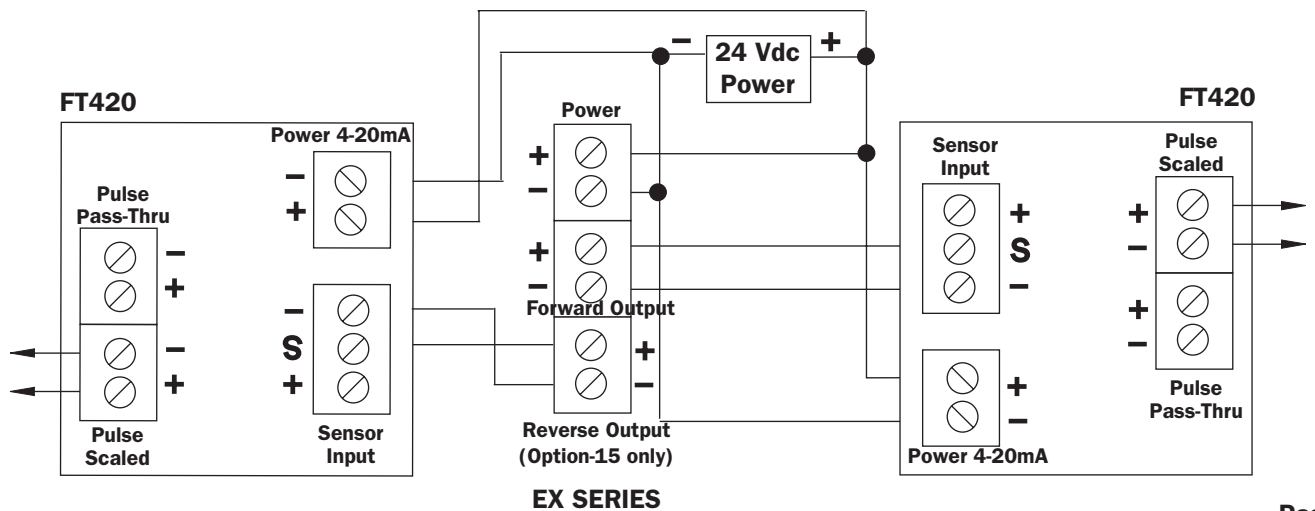 − 24 Vdc +
Power
FT420
FT420
Power 4-20mA
−
+
Pulse
Pass-Thru
−
+
−
+
Pulse
Scaled
−
S
+
Sensor
Input
Power
+
−
+
−
Forward Output
+
−
Reverse Output
(Option-15 only)
EX SERIES
Sensor
Input
+
S
−
+
−
Power 4-20mA
Pulse
Scaled
+
−
+
−
Pulse
Pass-Thru